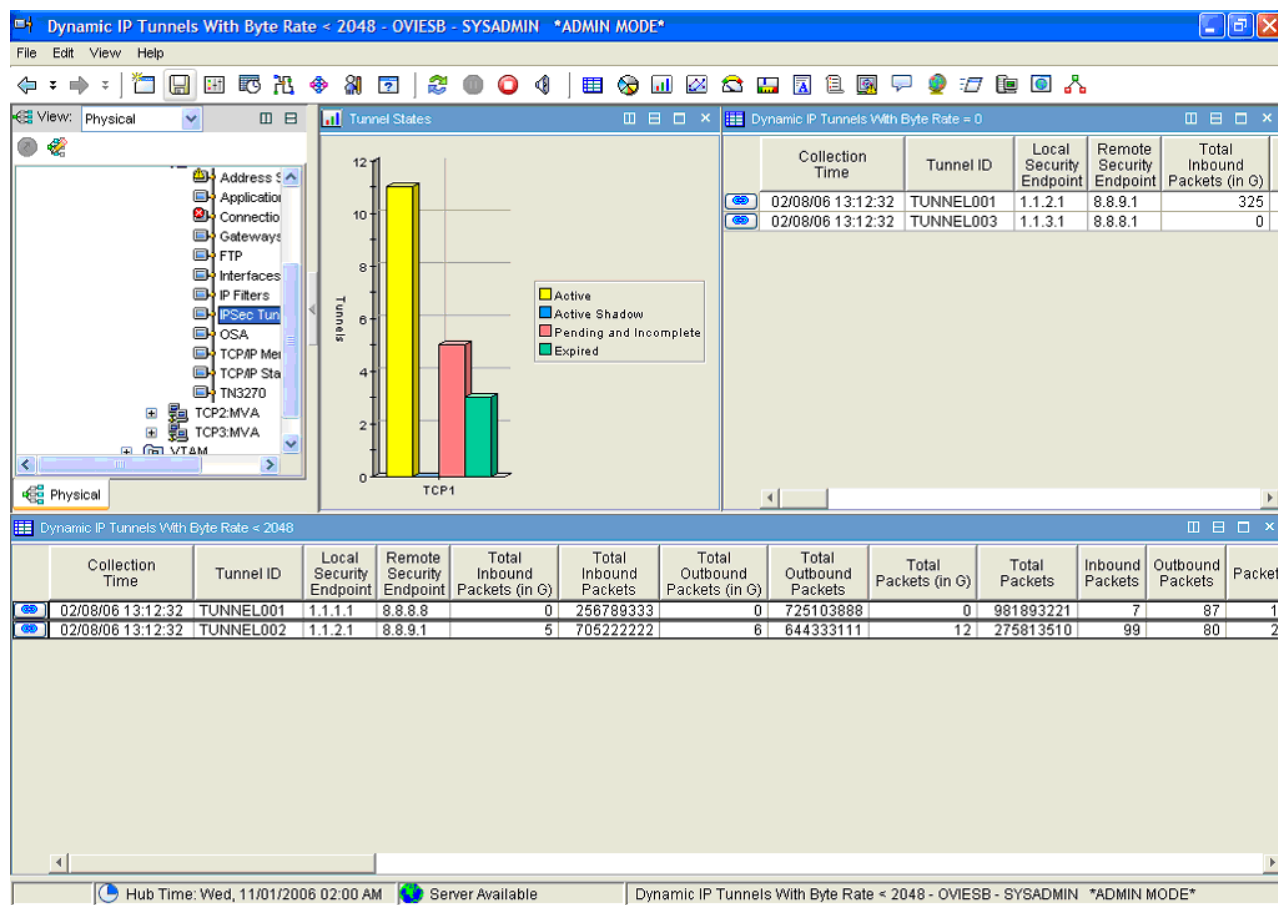 Dynamic IP Tunnels With Byte Rate < 2048 - OVIESB - SYSADMIN *ADMIN MODE*
File Edit View Help
View: Physical
Address S
Application
Connectio
Gateways
FTP
Interfaces
IP Filters
IPSec Tun
OSA
TCP/IP Mer
TCP/IP Sta
TN3270
TCP2:MVA
TCP3:MVA
VTAM
Physical
Tunnel States
12
10
8
6
4
2
0
Tunnels
TCP1
Active
Active Shadow
Pending and Incomplete
Expired
Dynamic IP Tunnels With Byte Rate = 0
Collection Time Tunnel ID Local Security Endpoint Remote Security Endpoint Total Inbound Packets (in G)
02/08/06 13:12:32 TUNNEL001 1.1.2.1 8.8.9.1 325
02/08/06 13:12:32 TUNNEL003 1.1.3.1 8.8.8.1 0
Dynamic IP Tunnels With Byte Rate < 2048
Collection Time Tunnel ID Local Security Endpoint Remote Security Endpoint Total Inbound Packets (in G) Total Inbound Packets Total Outbound Packets (in G) Total Outbound Packets Total Packets (in G) Total Packets Inbound Packets Outbound Packets Packet
02/08/06 13:12:32 TUNNEL001 1.1.1.1 8.8.8.8 0 256789333 0 725103888 0 981893221 7 87 1
02/08/06 13:12:32 TUNNEL002 1.1.2.1 8.8.9.1 5 705222222 6 644333111 12 275813510 99 80 2
Hub Time: Wed, 11/01/2006 02:00 AM Server Available Dynamic IP Tunnels With Byte Rate < 2048 - OVIESB - SYSADMIN *ADMIN MODE*